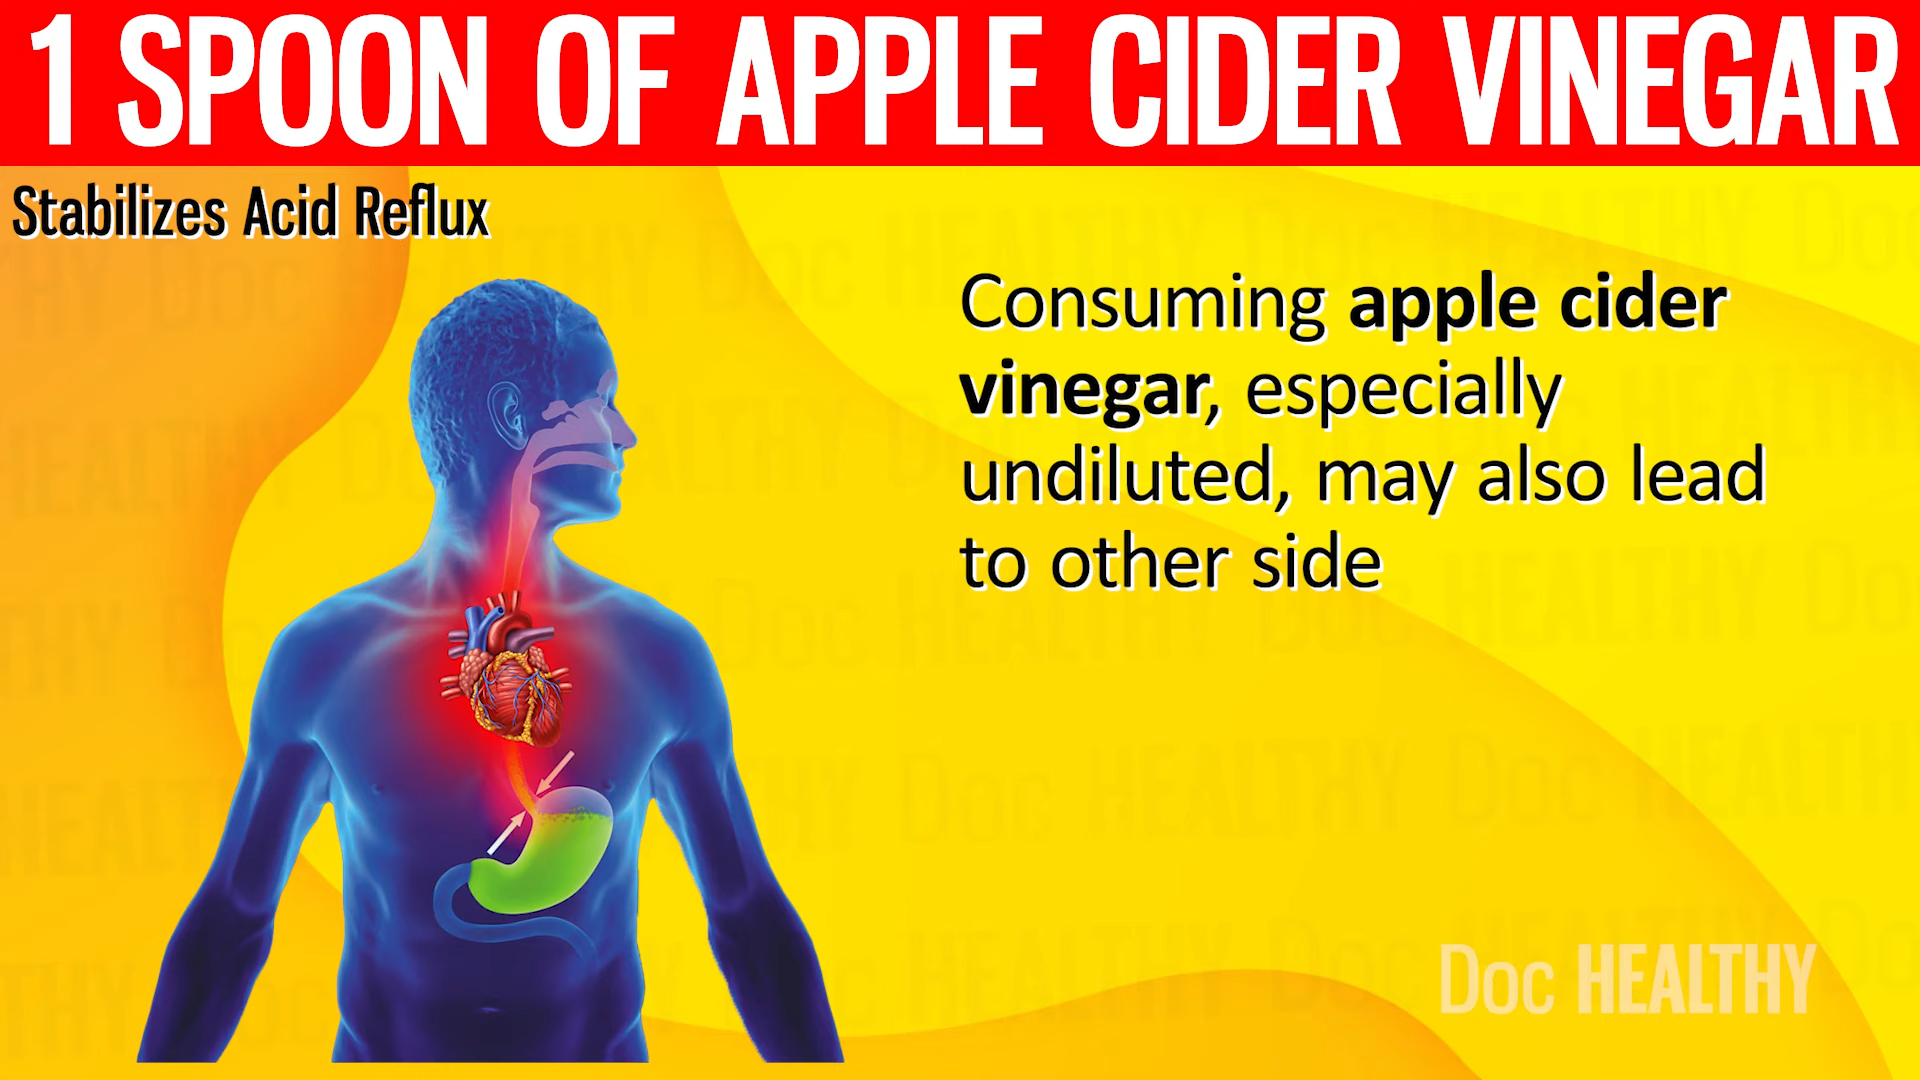 1 SPOON OF APPLE CIDER VINEGAR
Stabilizes Acid Reflux
Consuming apple cider
vinegar, especially
undiluted, may also lead
to other side
Doc HEALTHY